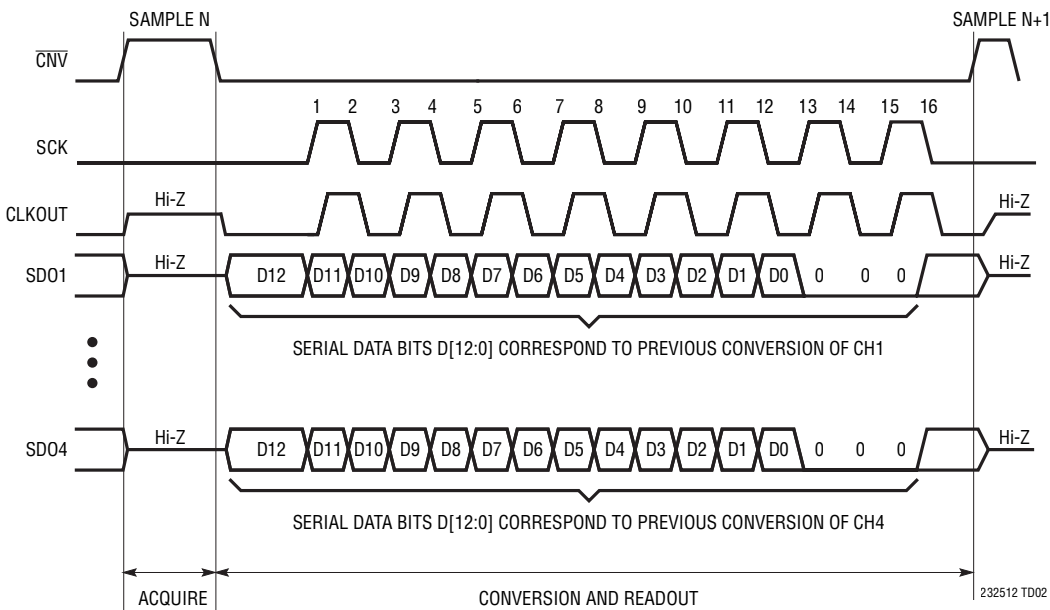 SAMPLE N SAMPLE N+1
CNV
1 2 3 4 5 6 7 8 9 10 11 12 13 14 15 16
SCK
Hi-Z Hi-Z
CLKOUT
SDO1 Hi-Z D12 D11 D10 D9 D8 D7 D6 D5 D4 D3 D2 D1 D0 0 0 0 Hi-Z
SERIAL DATA BITS D[12:0] CORRESPOND TO PREVIOUS CONVERSION OF CH1
SDO4 Hi-Z D12 D11 D10 D9 D8 D7 D6 D5 D4 D3 D2 D1 D0 0 0 0 Hi-Z
SERIAL DATA BITS D[12:0] CORRESPOND TO PREVIOUS CONVERSION OF CH4
ACQUIRE CONVERSION AND READOUT 232512 TD02